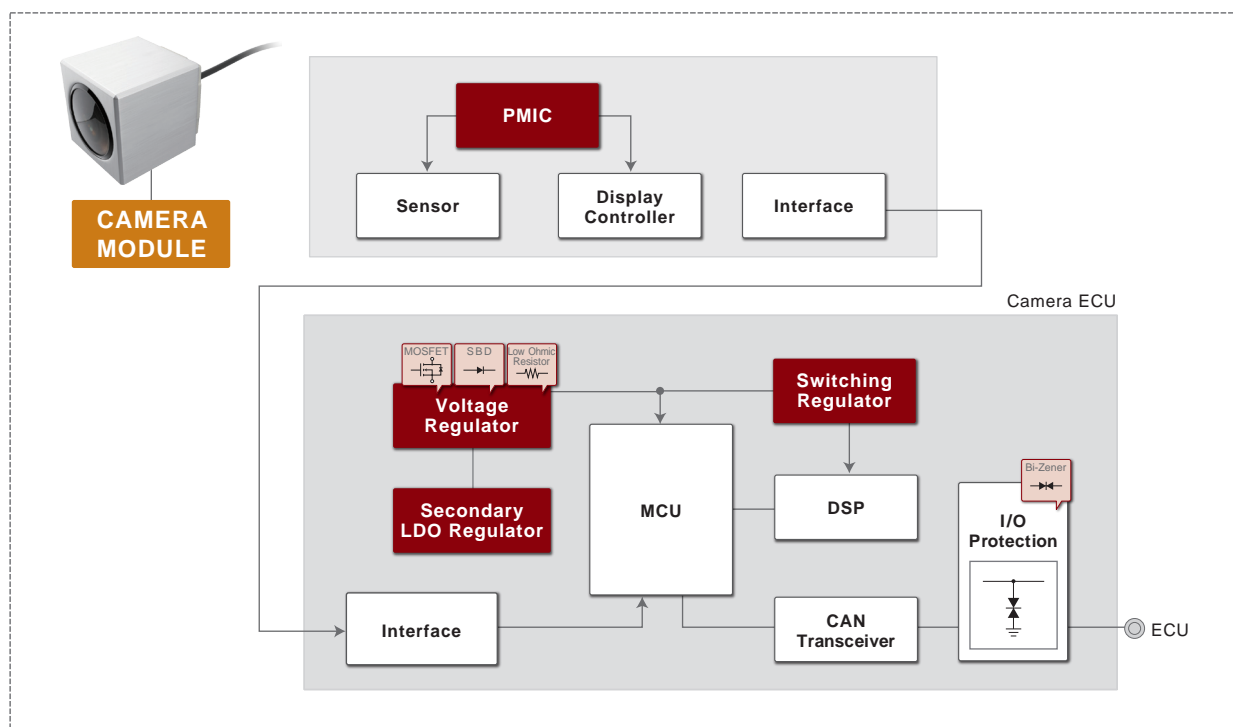 PMIC
Sensor
Display
Controller
Interface
CAMERA
MODULE
Camera ECU
MOSFET
SBD
Low Ohmic
Resistor
Voltage
Regulator
Switching
Regulator
Secondary
LDO Regulator
MCU
DSP
Bi-Zener
I/O
Protection
Interface
CAN
Transceiver
ECU